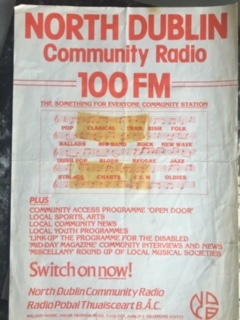 NORTH DUBLIN
Community Radio
100 FM
THE SOMETHING FOR EVERYONE COMMUNITY STATION
POP CLASSICAL TRAD. IRISH FOLK
BALLADS BIG BAND ROCK NEW WAVE
IRISH POP BLUES REGGAE JAZZ
STRINGS CHARTS C & W OLDIES
PLUS
COMMUNITY ACCESS PROGRAMME 'OPEN DOOR'
LOCAL SPORTS, ARTS
LOCAL COMMUNITY NEWS
LOCAL YOUTH PROGRAMMES
'LINK-UP' THE PROGRAMME FOR THE DISABLED
'MID-DAY MAGAZINE' COMMUNITY INTERVIEWS AND NEWS
'MISCELLANY' ROUND UP OF LOCAL MUSICAL SOCIETIES
Switch on now!
North Dublin Community Radio
Radio Pobal Thuaisceart B.Á.C.